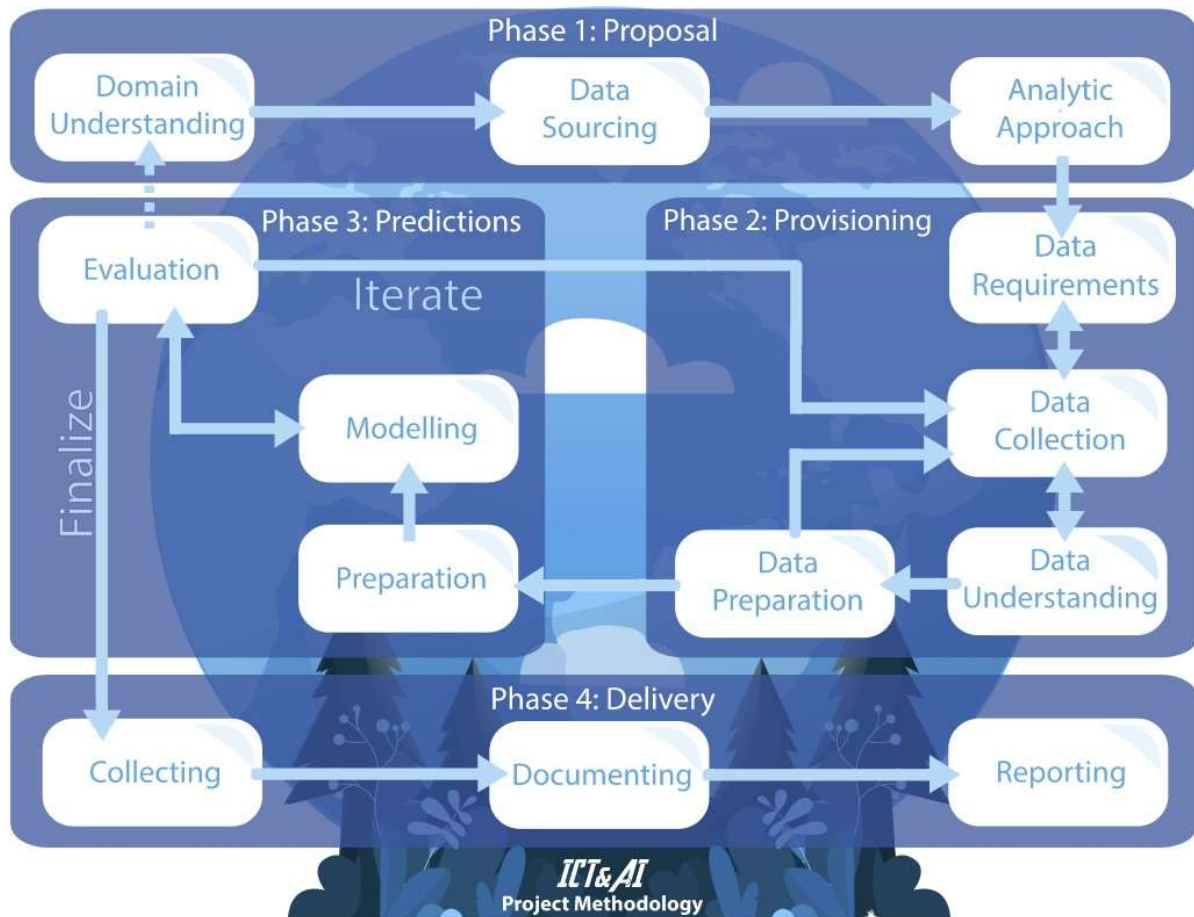 Phase 1: Proposal
Domain
Understanding
Data
Sourcing
Analytic
Approach
Phase 3: Predictions
Evaluation
Iterate
Finalize
Modelling
Preparation
Phase 2: Provisioning
Data
Requirements
Data
Collection
Data
Understanding
Data
Preparation
Phase 4: Delivery
Collecting
Documenting
Reporting
ICT&AI
Project Methodology